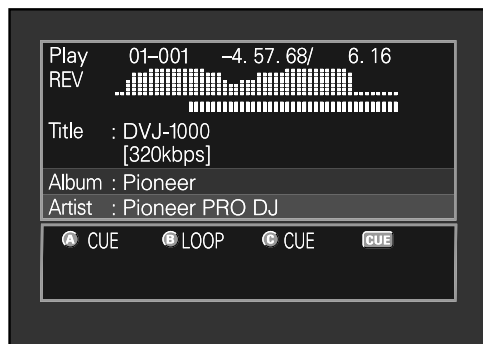 Play 01–001 –4. 57. 68/ 6. 16
REV
Title : DVJ-1000
[320kbps]
Album : Pioneer
Artist : Pioneer PRO DJ
A CUE B LOOP C CUE CUE